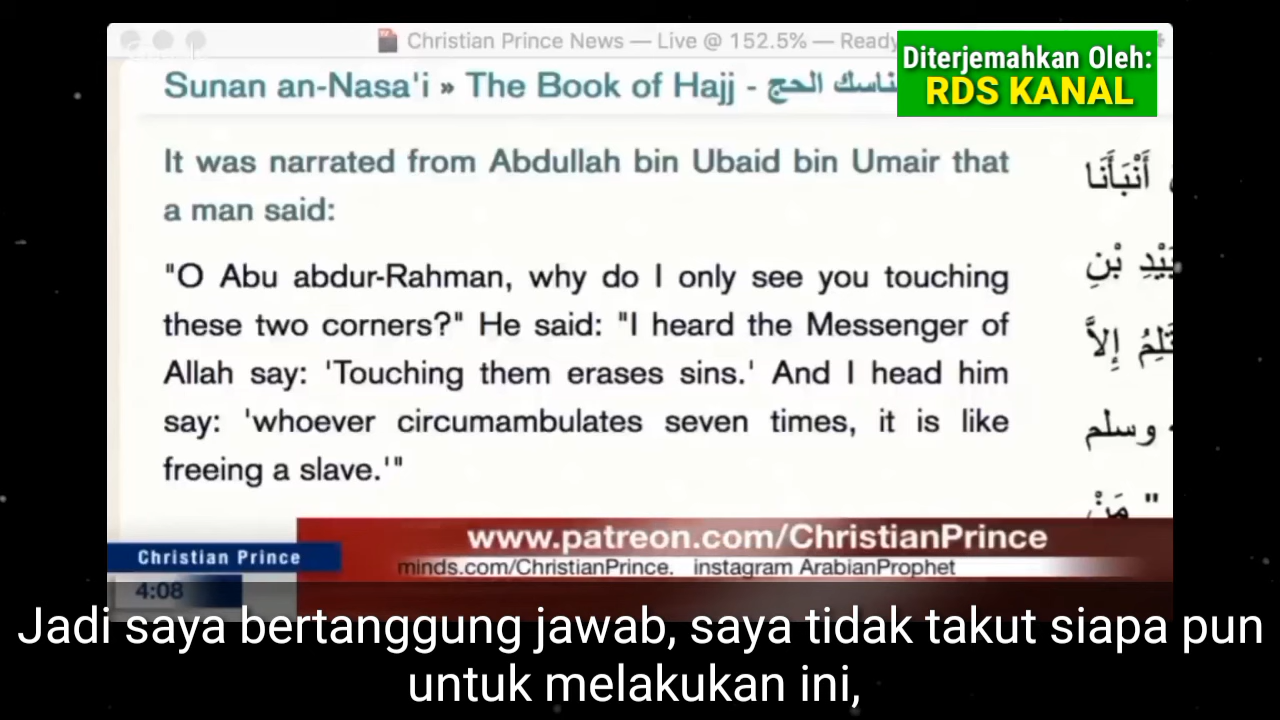 Christian Prince News — Live @ 152.5% — Ready
Diterjemahkan Oleh:
RDS KANAL
Sunan an-Nasa'i » The Book of Hajj - ناسك الحج
It was narrated from Abdullah bin Ubaid bin Umair that
a man said:
"O Abu abdur-Rahman, why do I only see you touching
these two corners?" He said: "I heard the Messenger of
Allah say: 'Touching them erases sins.' And I head him
say: 'whoever circumambulates seven times, it is like
freeing a slave.'"
أَنْبَأَنَا
بَيْدِ بْنِ
تَلِمُ إِلاَّ
وسلم
" مَنْ
www.patreon.com/ChristianPrince
Christian Prince
minds.com/ChristianPrince. instagram ArabianProphet
4:08
Jadi saya bertanggung jawab, saya tidak takut siapa pun
untuk melakukan ini,